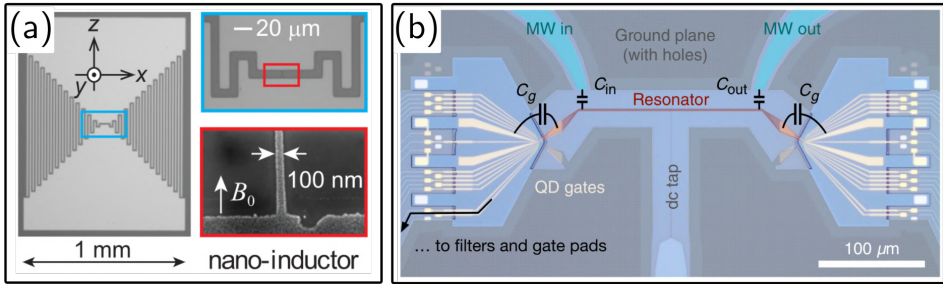 (a)
z
x
y
1 mm
20 μm
B0
100 nm
nano-inductor
(b)
MW in
Ground plane
(with holes)
MW out
Cg
Cin
Resonator
Cout
Cg
QD gates
dc tap
... to filters and gate pads
100 μm